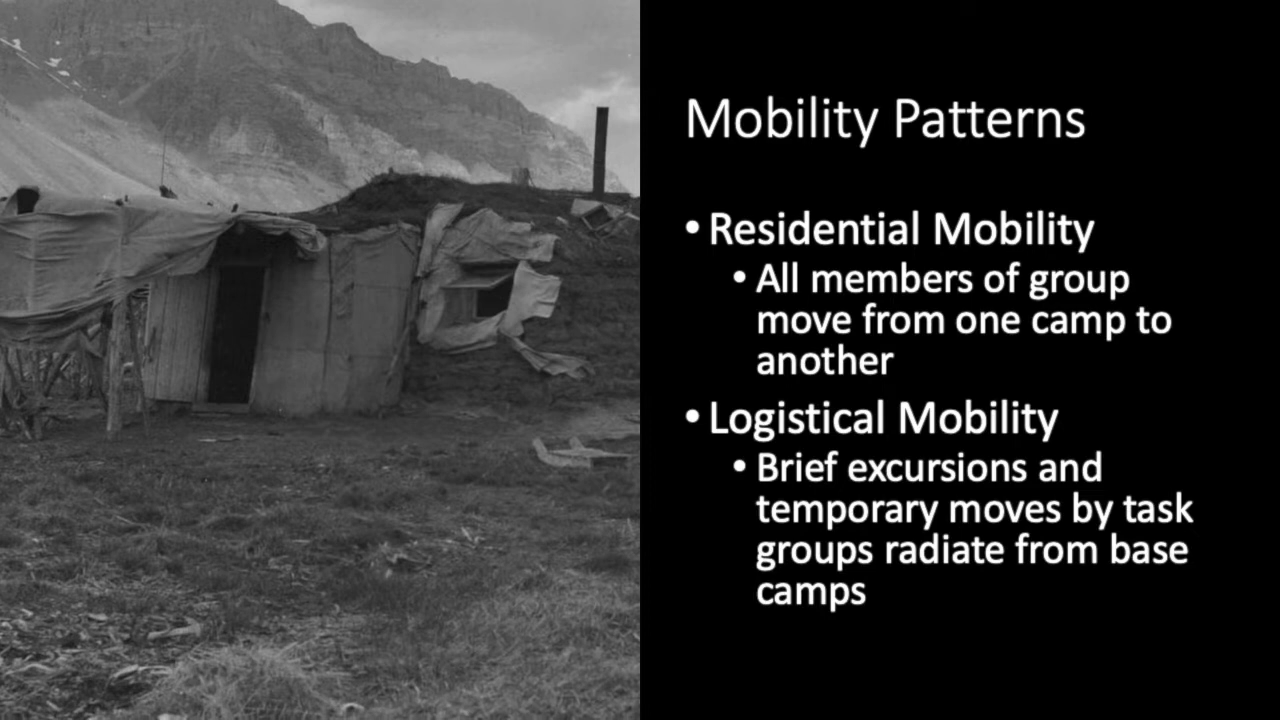 Mobility Patterns
• Residential Mobility
• All members of group
move from one camp to
another
• Logistical Mobility
• Brief excursions and
temporary moves by task
groups radiate from base
camps